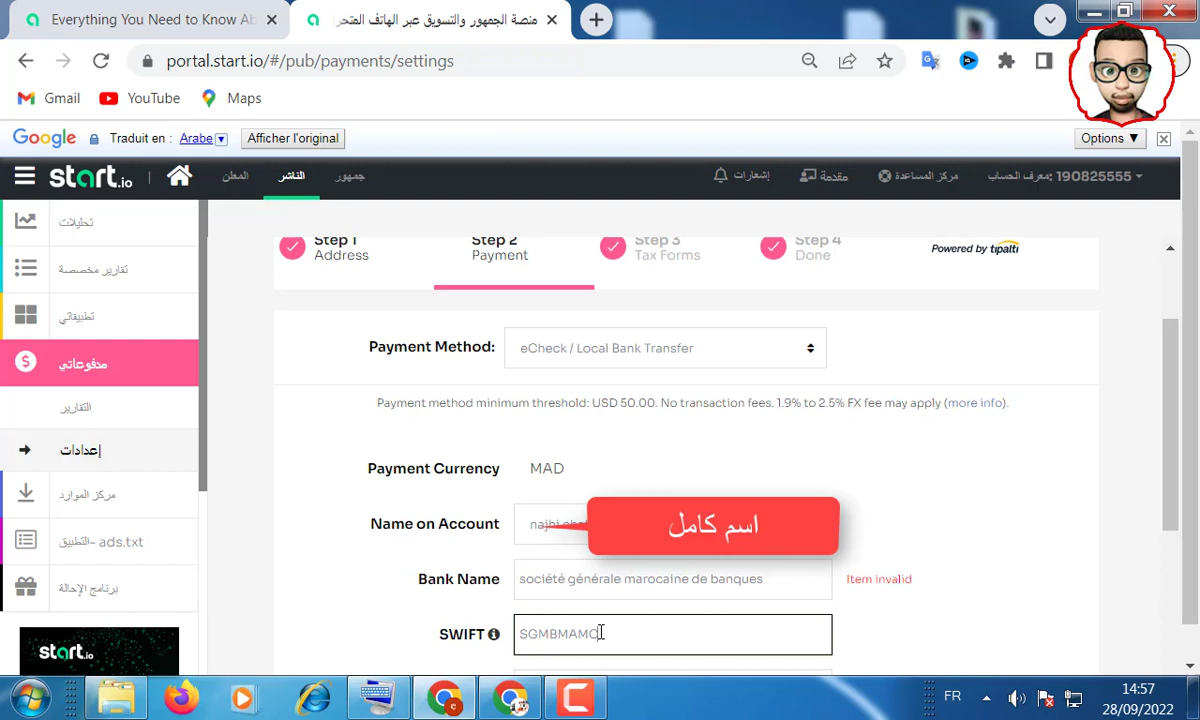 Everything You Need to Know Ab
منصة الجمهور والتسويق عبر الهاتف المتحرا
portal.start.io/#/pub/payments/settings
Gmail YouTube Maps
Google Traduit en : Arabe Afficher l'original Options ▼
start.io | المعلن الناشر جمهور إشعارات مقدمة مركز المساعدة معرف الحساب: 190825555
تحليلات
تقارير مخصصة
تطبيقاتي
مدفوعاتي
التقارير
إعدادات
مركز الموارد
ads.txt -التطبيق
برنامج الإحالة
start.io
Step 1
Address
Step 2
Payment
Step 3
Tax Forms
Step 4
Done
Powered by tipalti
Payment Method: eCheck / Local Bank Transfer
Payment method minimum threshold: USD 50.00. No transaction fees. 1.9% to 2.5% FX fee may apply (more info).
Payment Currency MAD
Name on Account najhi
اسم كامل
Bank Name société générale marocaine de banques Item invalid
SWIFT SGMBMAMC
FR 14:57
28/09/2022